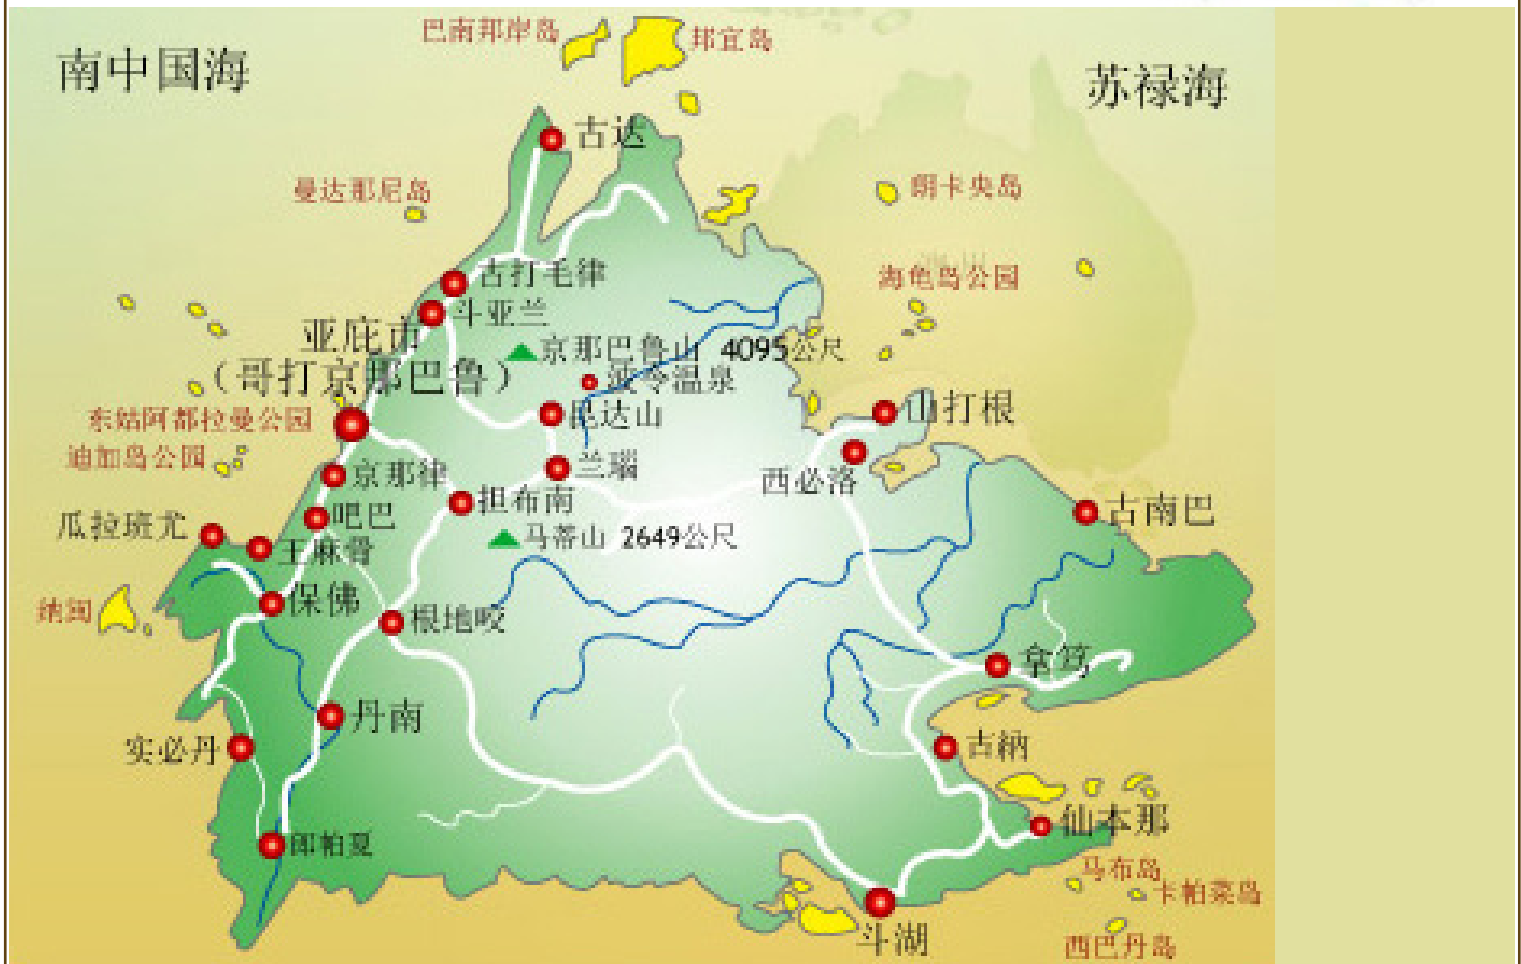 巴南邦岸岛
邦宜岛
南中国海
苏禄海
古达
曼达那尼岛
朗卡央岛
古打毛律
海龟岛公园
斗亚兰
亚庇市
（哥打京那巴鲁）
京那巴鲁山 4095公尺
波令温泉
东姑阿都拉曼公园
昆达山
山打根
迪加岛公园
京那律
兰瑙
西必洛
担布南
吧巴
瓜拉班尤
古南巴
马蒂山 2649公尺
王麻骨
保佛
纳闽
根地咬
拿笃
丹南
实必丹
古納
仙本那
郎帕夏
马布岛
卡帕莱岛
斗湖
西巴丹岛